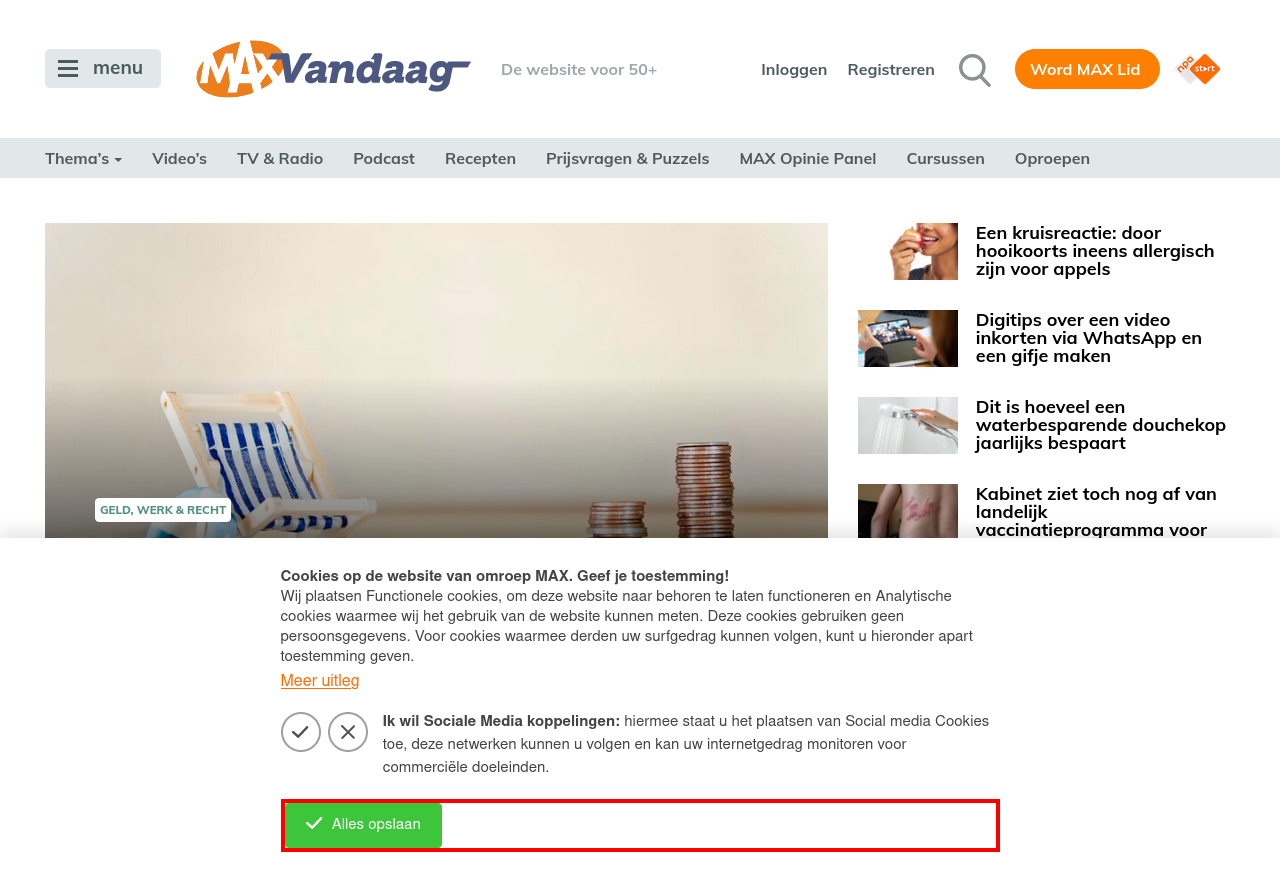 menu
MAX Vandaag
De website voor 50+
Inloggen
Registreren
Word MAX Lid
npo start
Thema's
Video's
TV & Radio
Podcast
Recepten
Prijsvragen & Puzzels
MAX Opinie Panel
Cursussen
Oproepen
GELD, WERK & RECHT
Een kruisreactie: door
hooikoorts ineens allergisch
zijn voor appels
Digitips over een video
inkorten via WhatsApp en
een gifje maken
Dit is hoeveel een
waterbesparende douchekop
jaarlijks bespaart
Kabinet ziet toch nog af van
landelijk
vaccinatieprogramma voor
Cookies op de website van omroep MAX. Geef je toestemming!
Wij plaatsen Functionele cookies, om deze website naar behoren te laten functioneren en Analytische
cookies waarmee wij het gebruik van de website kunnen meten. Deze cookies gebruiken geen
persoonsgegevens. Voor cookies waarmee derden uw surfgedrag kunnen volgen, kunt u hieronder apart
toestemming geven.
Meer uitleg
Ik wil Sociale Media koppelingen: hiermee staat u het plaatsen van Social media Cookies
toe, deze netwerken kunnen u volgen en kan uw internetgedrag monitoren voor
commerciële doeleinden.
Alles opslaan